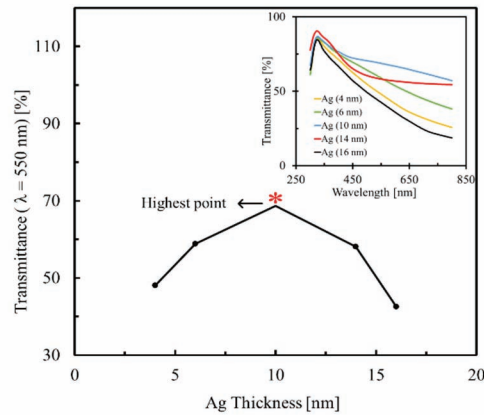 Transmittance ( λ = 550 nm) [%]
110
90
70
50
30
0
5
10
15
20
Ag Thickness [nm]
Highest point
*
Transmittance [%]
100
75
50
25
0
250
450
650
850
Wavelength [nm]
Ag (4 nm)
Ag (6 nm)
Ag (10 nm)
Ag (14 nm)
Ag (16 nm)